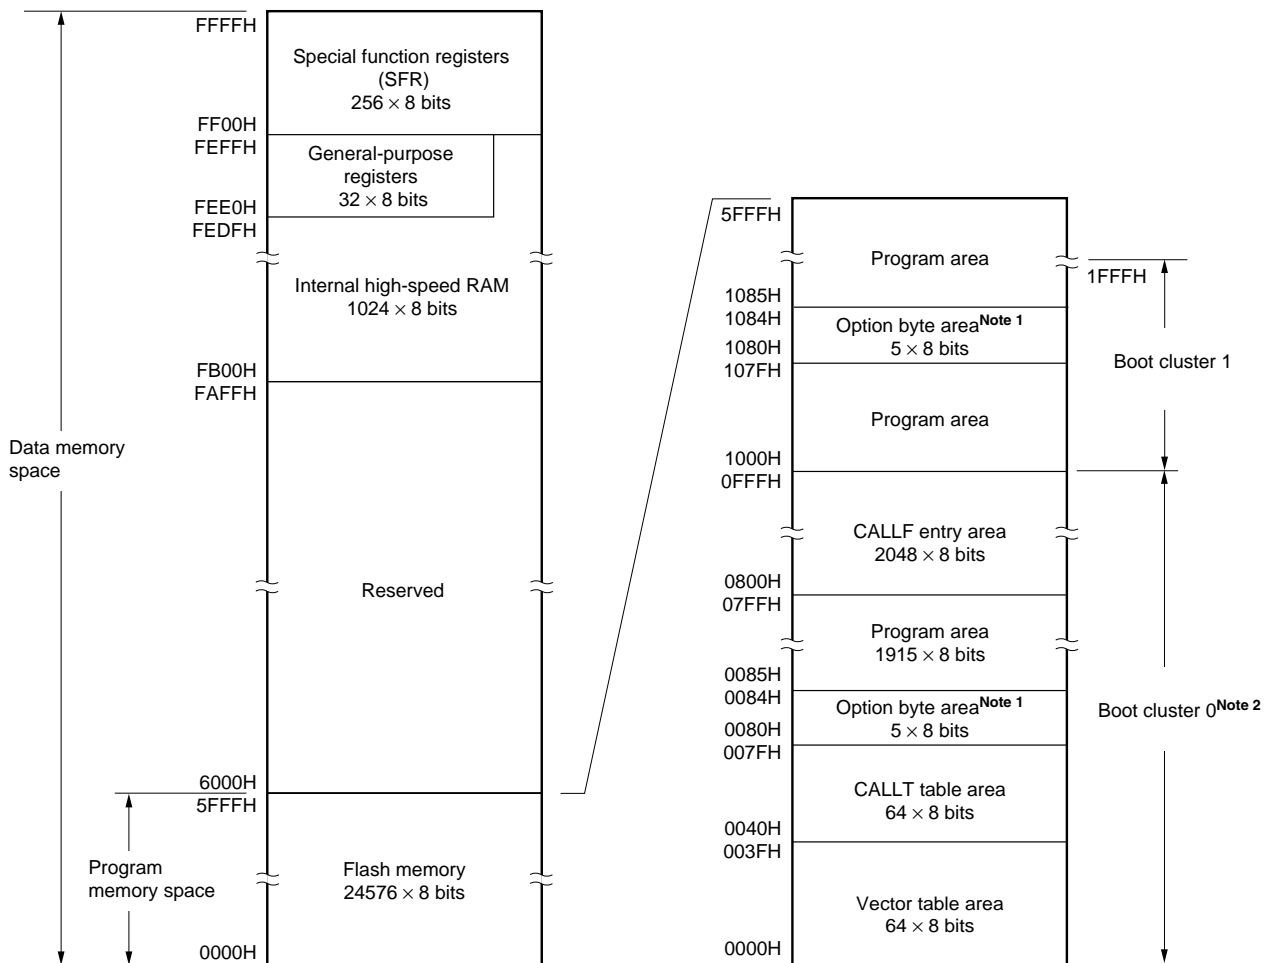 FFFFH
Special function registers
(SFR)
256 × 8 bits
FF00H
FEFFH
General-purpose
registers
32 × 8 bits
FEE0H
FEDFH
Internal high-speed RAM
1024 × 8 bits
FB00H
FAFFH
Data memory
space
Reserved
6000H
5FFFH
Program
memory space
Flash memory
24576 × 8 bits
0000H
5FFFH
Program area
1FFFH
1085H
1084H
Option byte area Note 1
5 × 8 bits
1080H
107FH
Boot cluster 1
Program area
1000H
0FFFH
CALLF entry area
2048 × 8 bits
0800H
07FFH
Program area
1915 × 8 bits
0085H
0084H
Option byte area Note 1
5 × 8 bits
Boot cluster 0 Note 2
0080H
007FH
CALLT table area
64 × 8 bits
0040H
003FH
Vector table area
64 × 8 bits
0000H